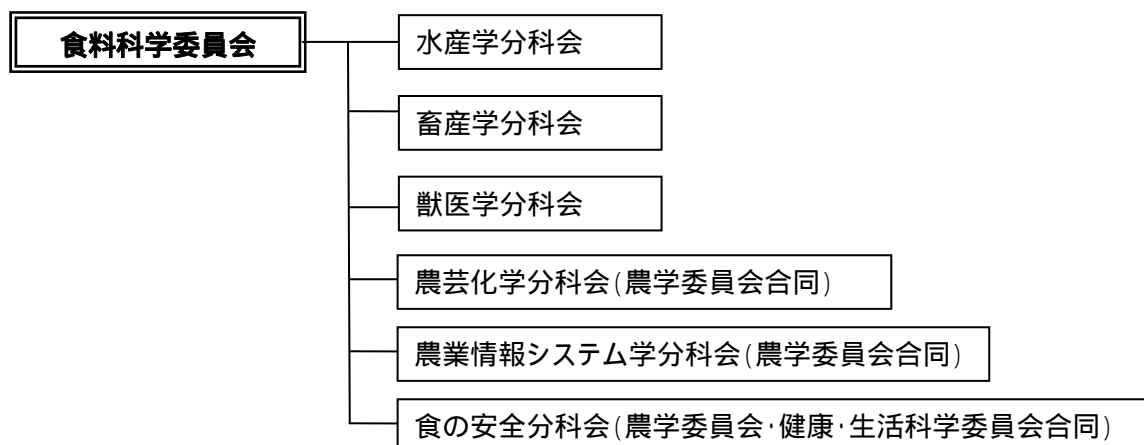 食料科学委員会
水産学分科会
畜産学分科会
獣医学分科会
農芸化学分科会(農学委員会合同)
農業情報システム学分科会(農学委員会合同)
食の安全分科会(農学委員会・健康・生活科学委員会合同)